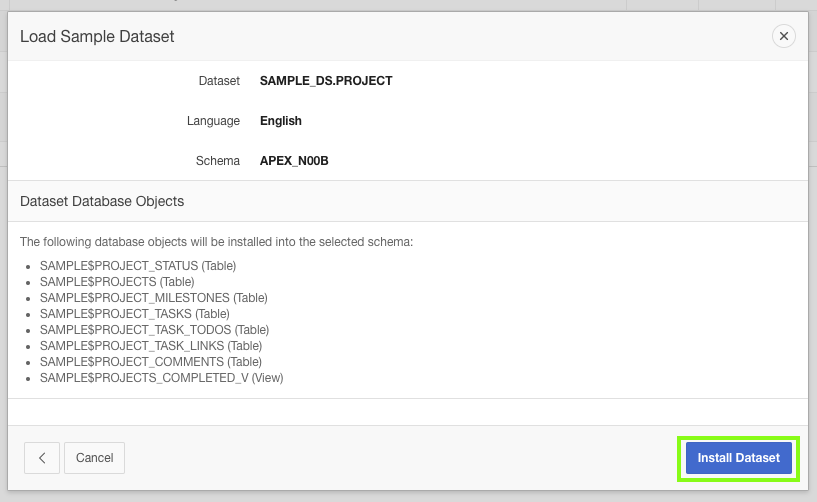 Load Sample Dataset
Dataset SAMPLE_DS.PROJECT
Language English
Schema APEX_N00B
Dataset Database Objects
The following database objects will be installed into the selected schema:
SAMPLE$PROJECT_STATUS (Table)
SAMPLE$PROJECTS (Table)
SAMPLE$PROJECT_MILESTONES (Table)
SAMPLE$PROJECT_TASKS (Table)
SAMPLE$PROJECT_TASK_TODOS (Table)
SAMPLE$PROJECT_TASK_LINKS (Table)
SAMPLE$PROJECT_COMMENTS (Table)
SAMPLE$PROJECTS_COMPLETED_V (View)
Cancel Install Dataset